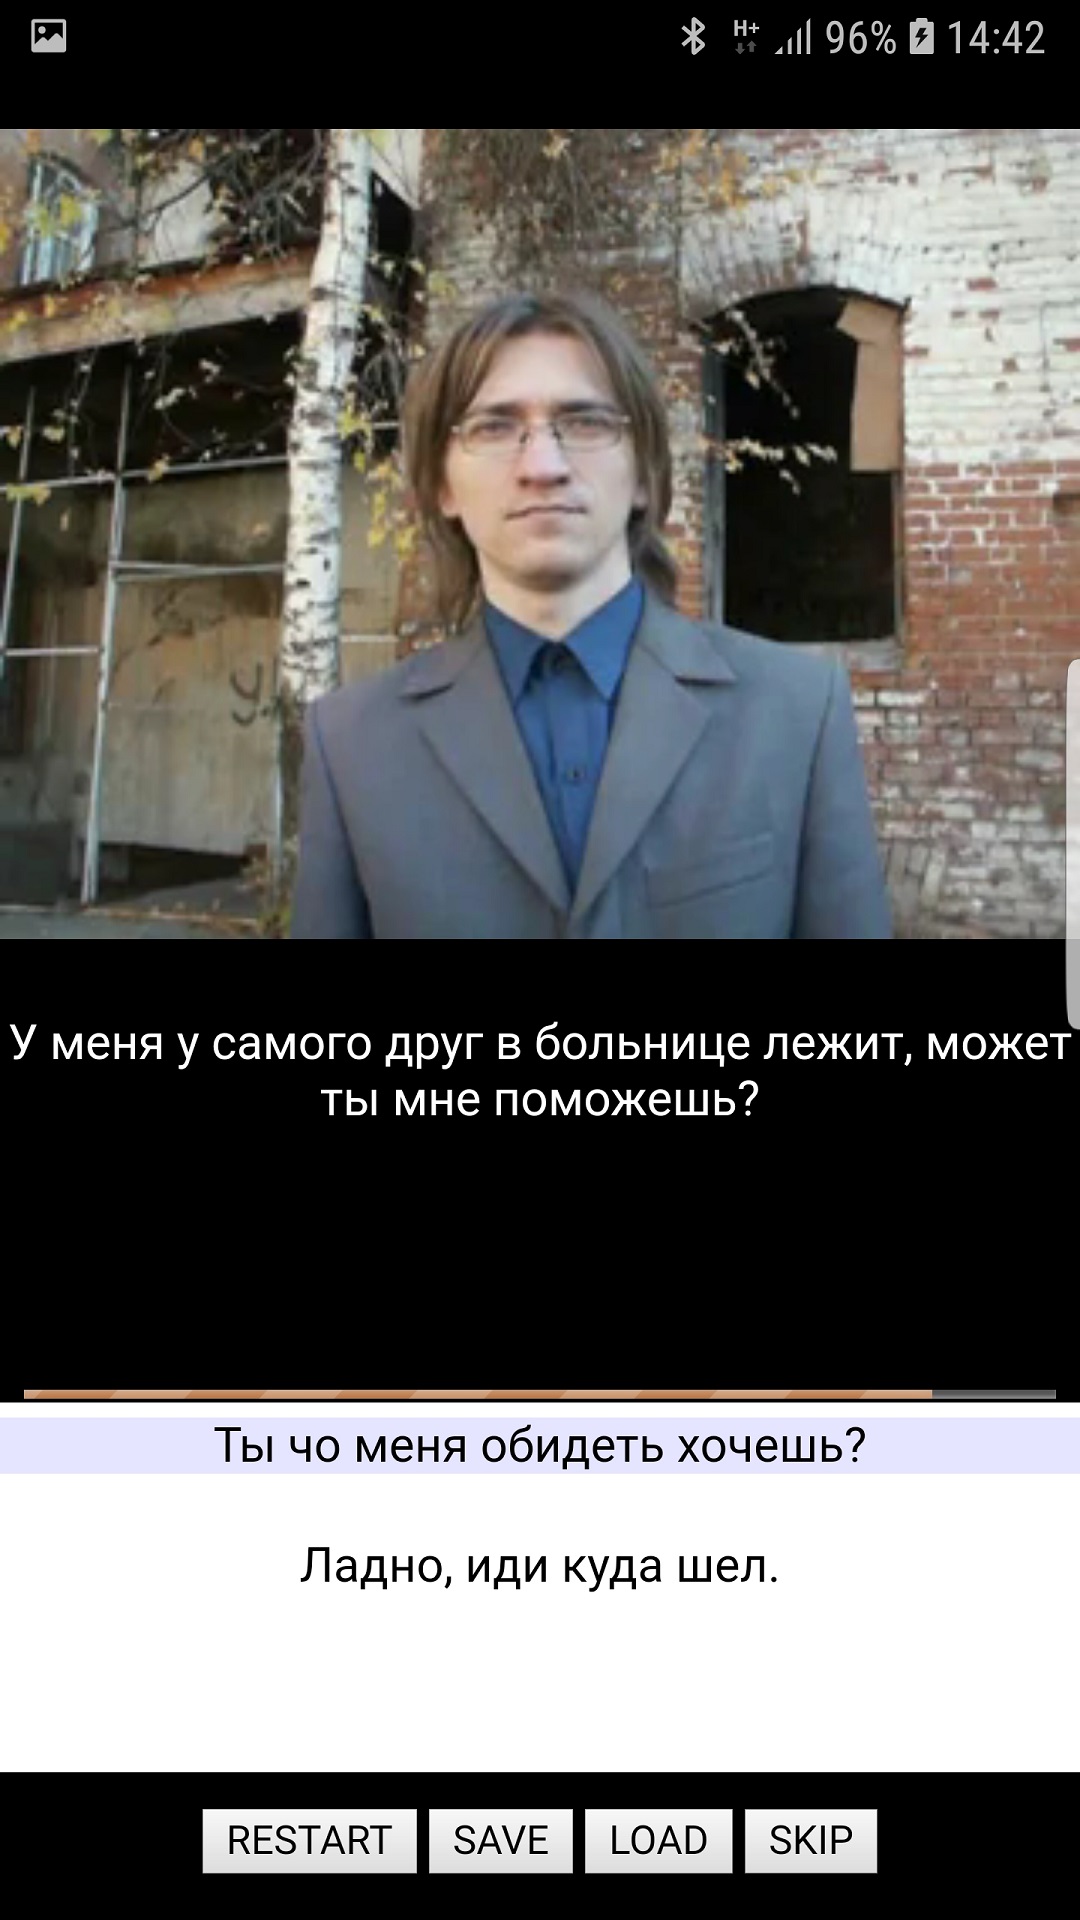 H+ 96% 14:42
У меня у самого друг в больнице лежит, может
ты мне поможешь?
Ты чо меня обидеть хочешь?
Ладно, иди куда шел.
RESTART SAVE LOAD SKIP